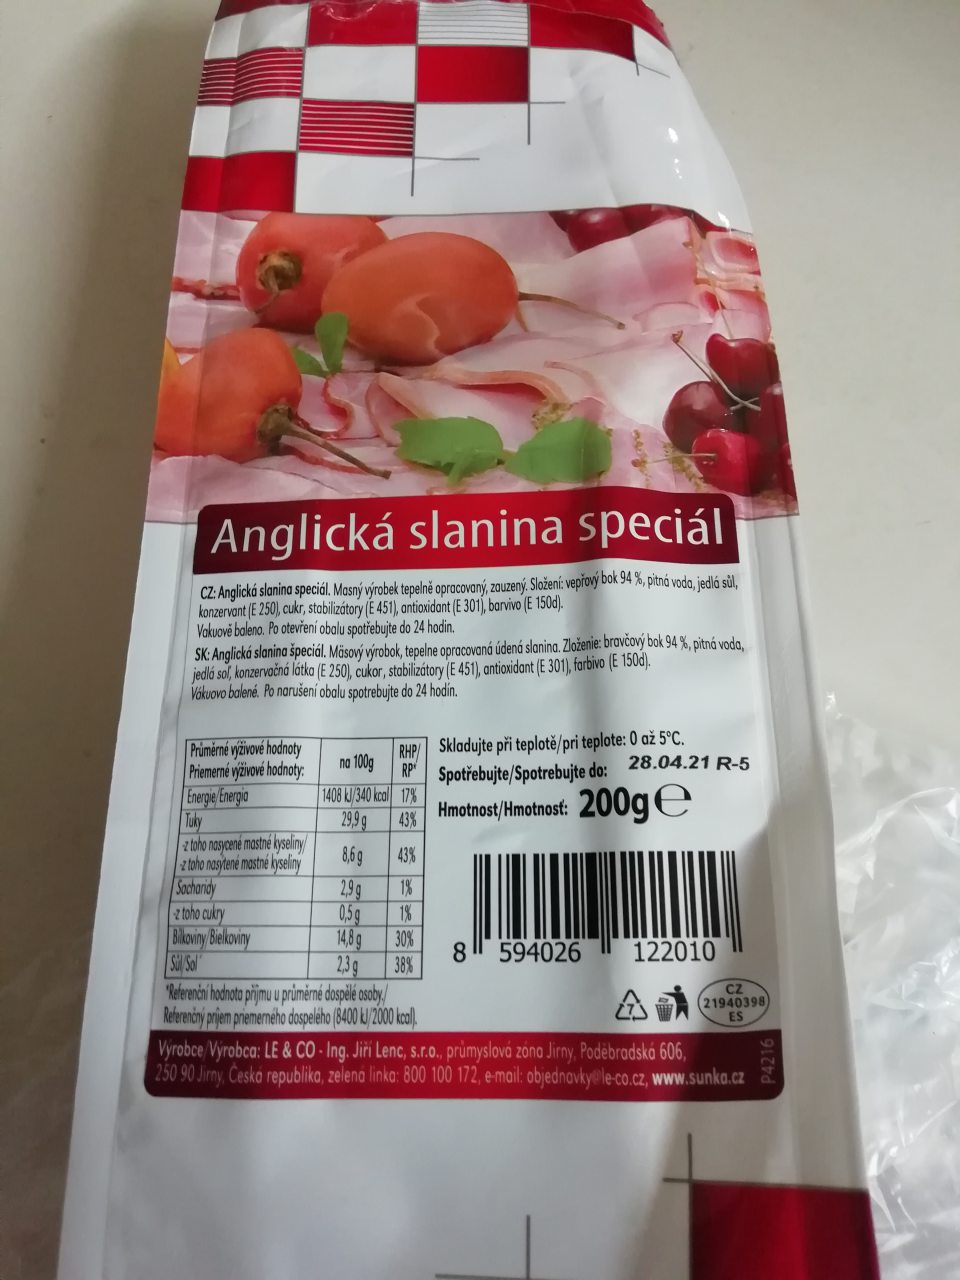 Anglická slanina speciál
CZ: Anglická slanina speciál. Masný výrobek tepelně opracovaný, zauzený. Složení: vepřový bok 94 %, pitná voda, jedlá sůl,
konzervant (E 250), cukr, stabilizátory (E 451), antioxidant (E 301), barvivo (E 150d).
Vakuově baleno. Po otevření obalu spotřebujte do 24 hodin.
SK: Anglická slanina špeciál. Mäsový výrobok, tepelne opracovaná údená slanina. Zloženie: bravčový bok 94 %, pitná voda,
jedlá soľ, konzervačná látka (E 250), cukor, stabilizátory (E 451), antioxidant (E 301), farbivo (E 150d).
Vákuovo balené. Po narušení obalu spotrebujte do 24 hodín.
Průměrné výživové hodnoty
Priemerné výživové hodnoty:
na 100g
RHP/
RP*
Energie/Energia 1408 kJ/340 kcal 17%
Tuky 29,9 g 43%
-z toho nasycené mastné kyseliny/
-z toho nasýtené mastné kyseliny 8,6 g 43%
Sacharidy 2,9 g 1%
-z toho cukry 0,5 g 1%
Bílkoviny/Bielkoviny 14,8 g 30%
Sůl/Soľ 2,3 g 38%
*Referenční hodnota příjmu u průměrné dospělé osoby./
Referenčný príjem priemerného dospelého (8400 kJ/2000 kcal).
Skladujte při teplotě/pri teplote: 0 až 5°C.
Spotřebujte/Spotrebujte do: 28.04.21 R-5
Hmotnost/Hmotnosť: 200g e
8 594026 122010
7
CZ
21940398
ES
Výrobce/Výrobca: LE & CO - Ing. Jiří Lenc, s.r.o., průmyslová zóna Jirny, Poděbradská 606,
250 90 Jirny, Česká republika, zelená linka: 800 100 172, e-mail: objednavky@le-co.cz, www.sunka.cz
P4216